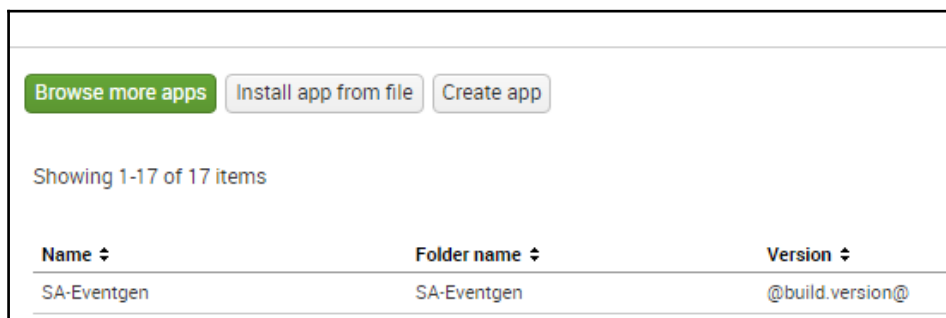 Browse more apps Install app from file Create app
Showing 1-17 of 17 items
Name Folder name Version
SA-Eventgen SA-Eventgen @build.version@